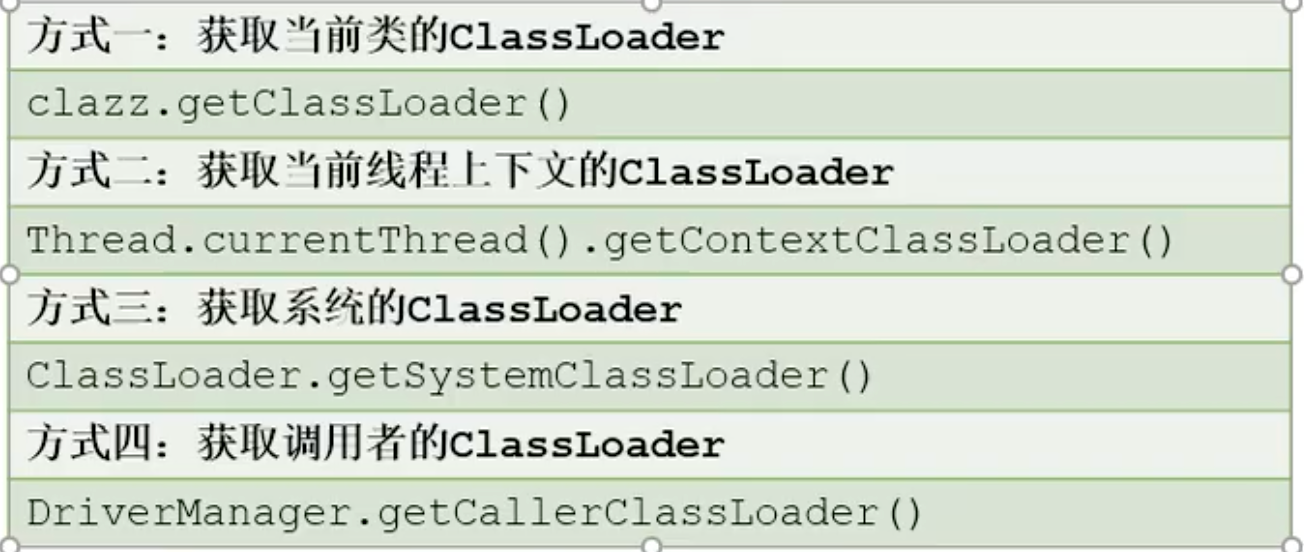 方式一：获取当前类的ClassLoader
clazz.getClassLoader()
方式二：获取当前线程上下文的ClassLoader
Thread.currentThread().getContextClassLoader()
方式三：获取系统的ClassLoader
ClassLoader.getSystemClassLoader()
方式四：获取调用者的ClassLoader
DriverManager.getCallerClassLoader()